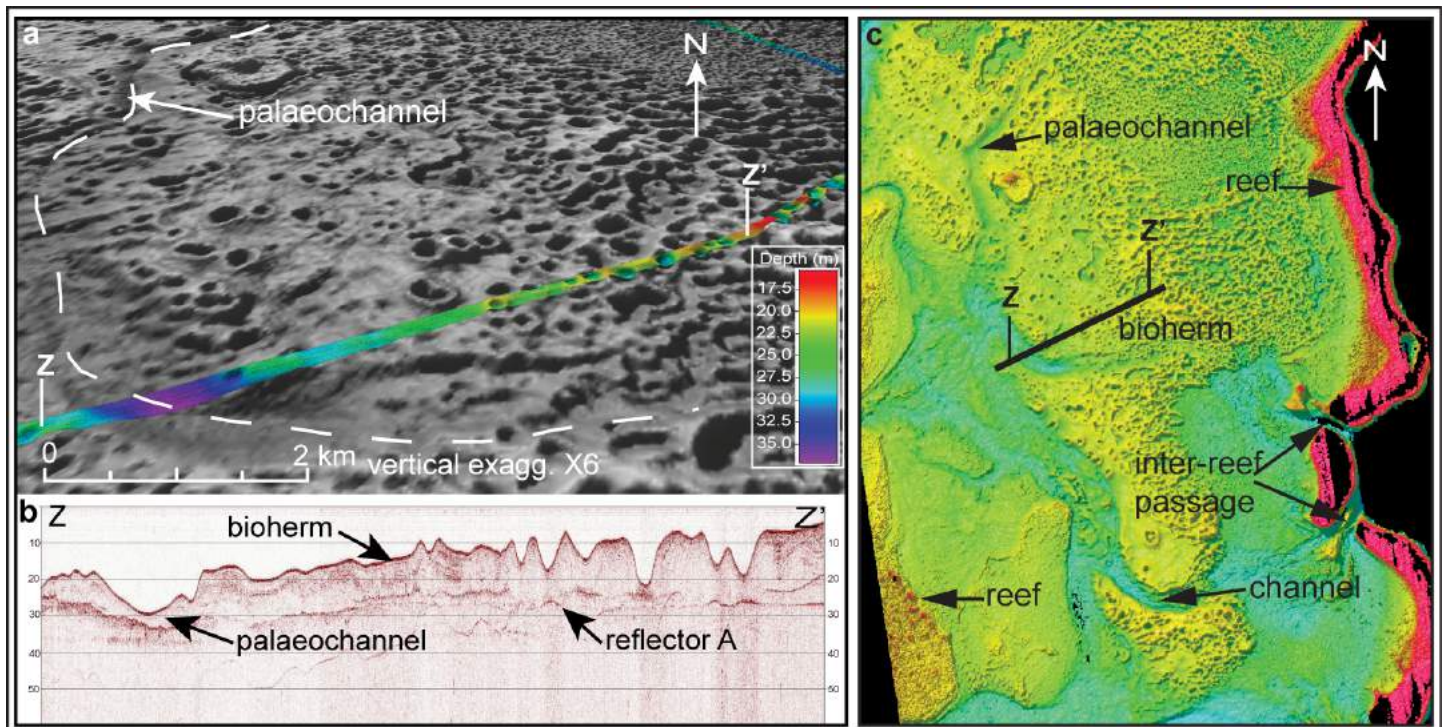 a
N
palaeochannel
Z'
Depth (m)
17.5
20.0
22.5
25.0
27.5
30.0
32.5
35.0
Z
0
2 km
vertical exagg. X6
b
Z
Z'
bioherm
10
10
20
20
30
30
palaeochannel
reflector A
40
40
50
50
c
N
palaeochannel
reef
Z'
Z
bioherm
inter-reef
passage
reef
channel